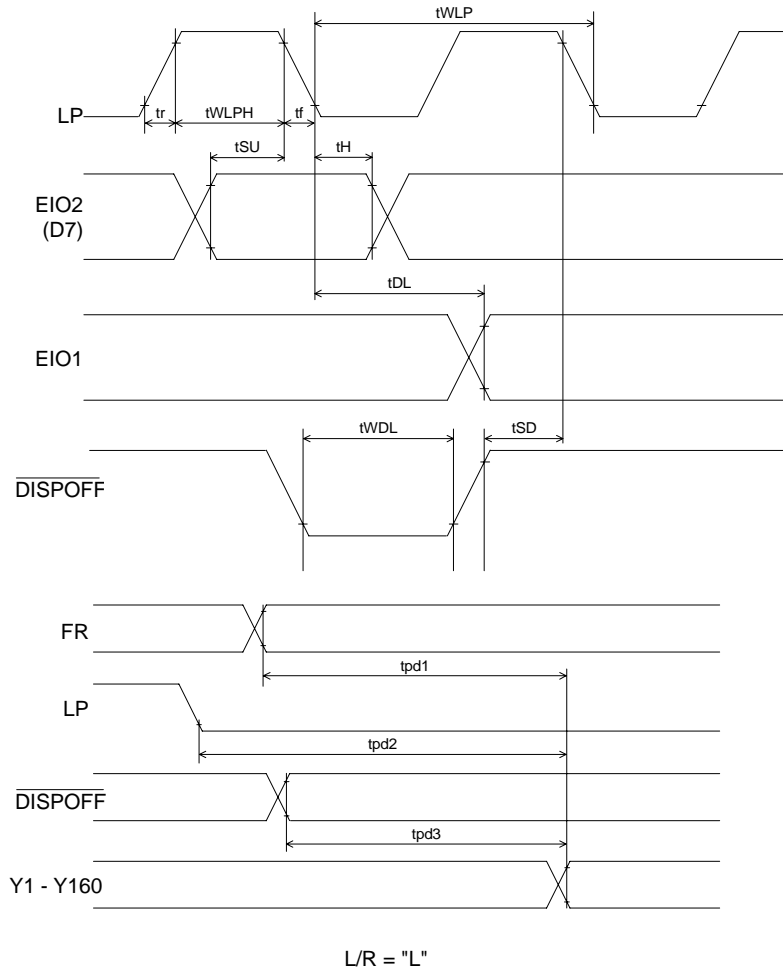 tWLP
LP
tr
tWLPH
tf
tSU
tH
EIO2
(D7)
tDL
EIO1
tWDL
tSD
DISPOFF
FR
tpd1
LP
tpd2
DISPOFF
tpd3
Y1 - Y160
L/R = "L"